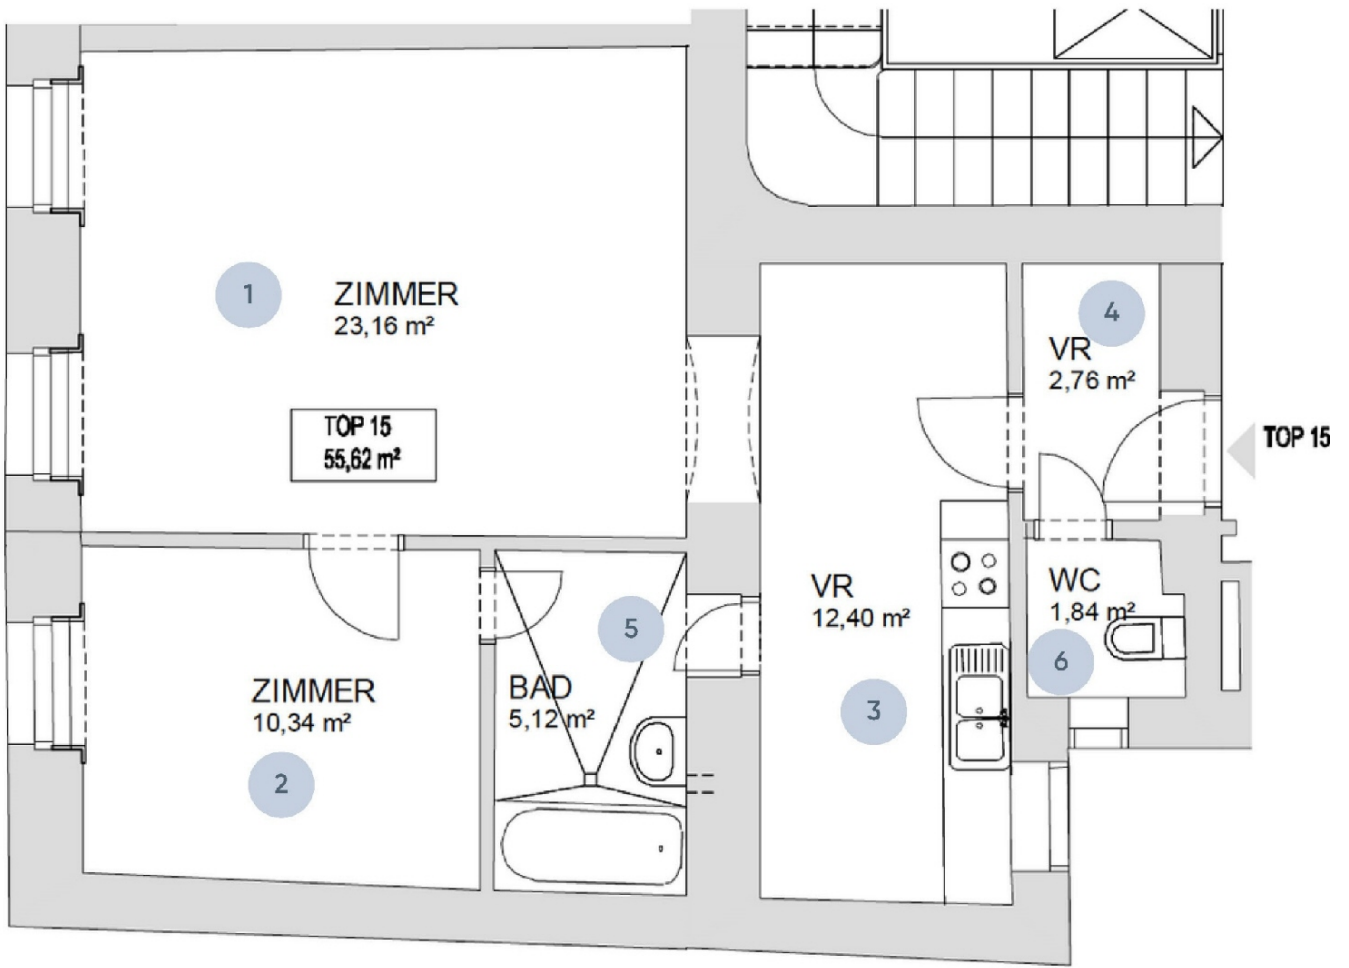 1
ZIMMER
23,16 m²
TOP 15
55,62 m²
4
VR
2,76 m²
TOP 15
VR
12,40 m²
3
WC
1,84 m²
6
5
BAD
5,12 m²
ZIMMER
10,34 m²
2